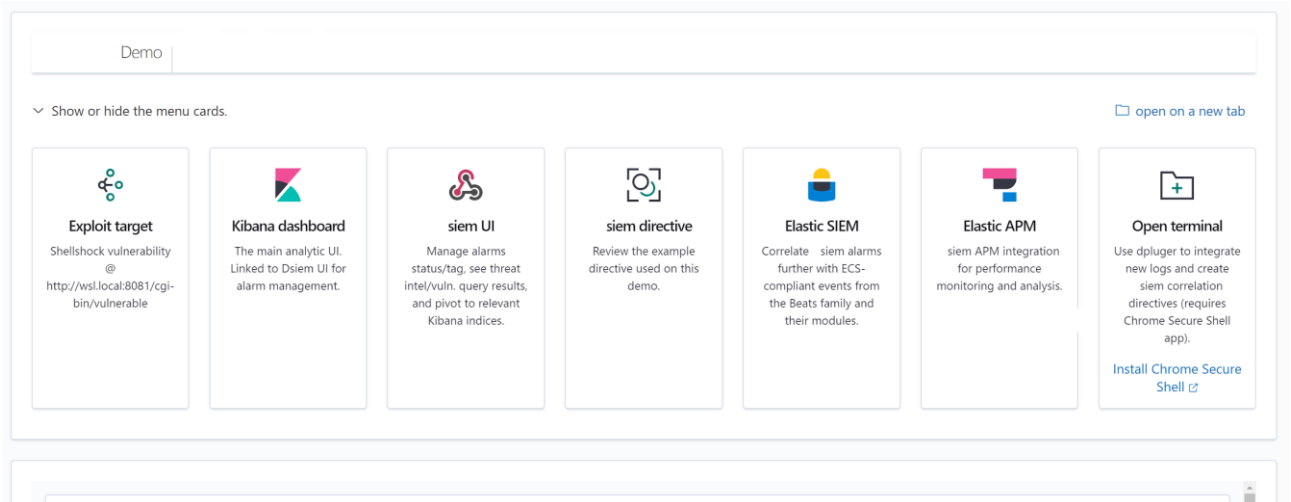 Demo
Show or hide the menu cards.
open on a new tab
Exploit target
Shellshock vulnerability
@
http://wsl.local:8081/cgi-
bin/vulnerable
Kibana dashboard
The main analytic UI.
Linked to Dsiem UI for
alarm management.
siem UI
Manage alarms
status/tag, see threat
intel/vuln. query results,
and pivot to relevant
Kibana indices.
siem directive
Review the example
directive used on this
demo.
Elastic SIEM
Correlate siem alarms
further with ECS-
compliant events from
the Beats family and
their modules.
Elastic APM
siem APM integration
for performance
monitoring and analysis.
Open terminal
Use dpluger to integrate
new logs and create
siem correlation
directives (requires
Chrome Secure Shell
app).
Install Chrome Secure
Shell